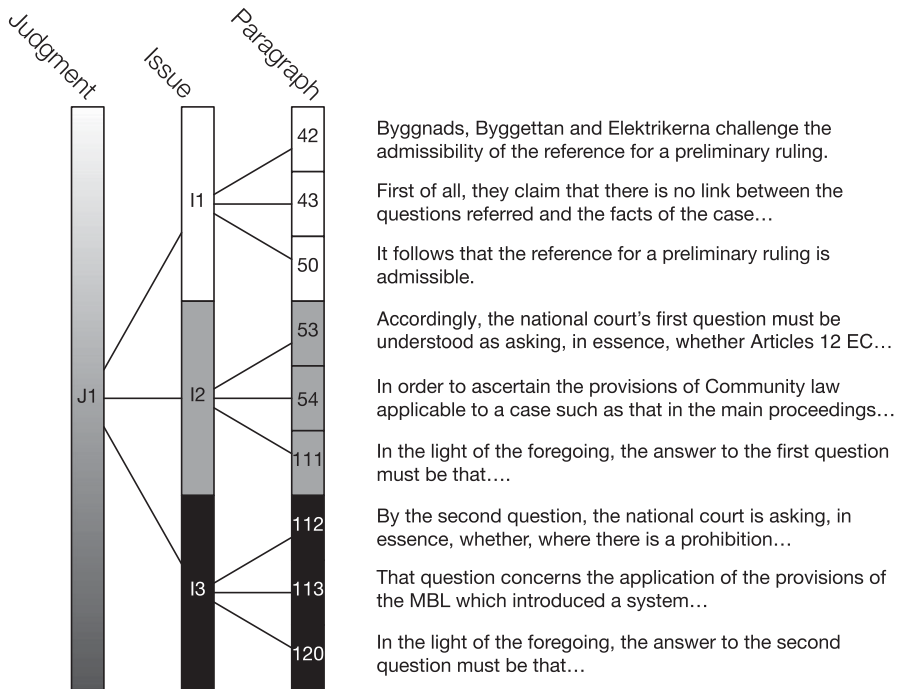 Judgment
Issue
Paragraph
42
Byggnads, Byggettan and Elektrikerna challenge the
admissibility of the reference for a preliminary ruling.
I1
43
First of all, they claim that there is no link between the
questions referred and the facts of the case…
50
It follows that the reference for a preliminary ruling is
admissible.
53
Accordingly, the national court’s first question must be
understood as asking, in essence, whether Articles 12 EC…
J1
I2
54
In order to ascertain the provisions of Community law
applicable to a case such as that in the main proceedings…
111
In the light of the foregoing, the answer to the first question
must be that….
112
By the second question, the national court is asking, in
essence, whether, where there is a prohibition…
I3
113
That question concerns the application of the provisions of
the MBL which introduced a system…
120
In the light of the foregoing, the answer to the second
question must be that…